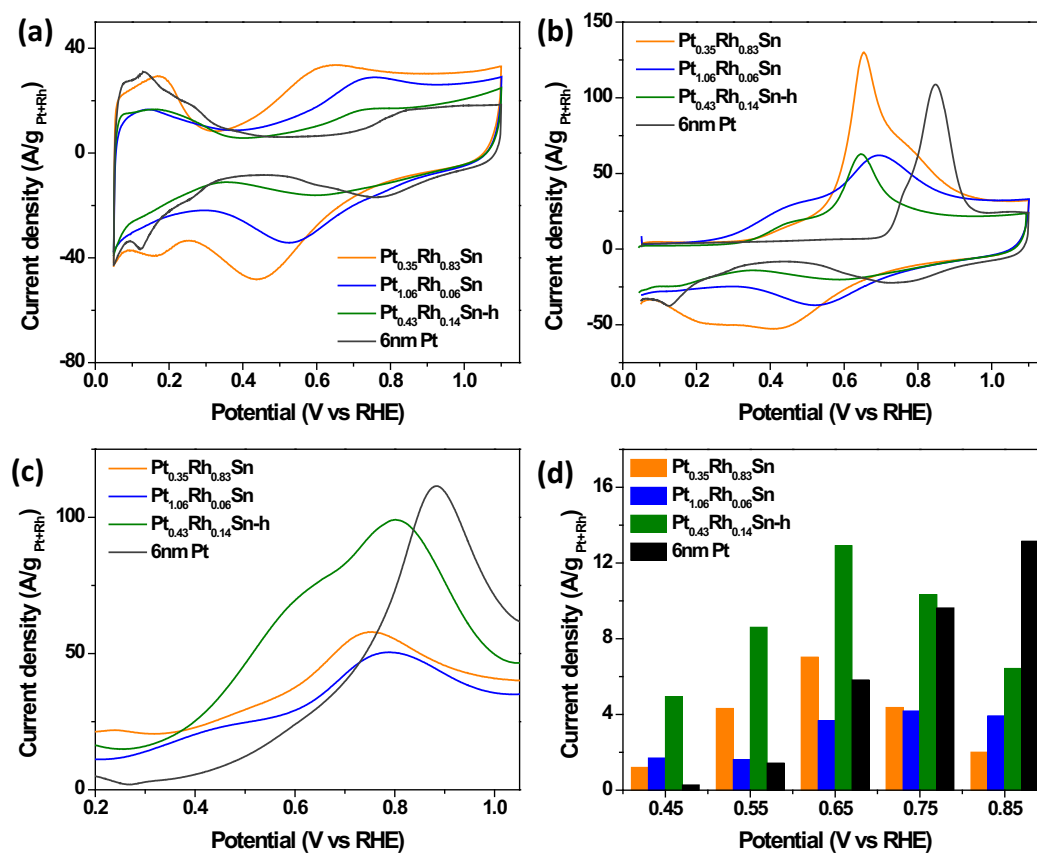 (a)
40
0
-40
-80
0.0 0.2 0.4 0.6 0.8 1.0
Current density (A/g Pt+Rh)
Potential (V vs RHE)
Pt0.35Rh0.83Sn
Pt1.06Rh0.06Sn
Pt0.43Rh0.14Sn-h
6nm Pt
(b)
150
100
50
0
-50
0.0 0.2 0.4 0.6 0.8 1.0
Current density (A/g Pt+Rh)
Potential (V vs RHE)
Pt0.35Rh0.83Sn
Pt1.06Rh0.06Sn
Pt0.43Rh0.14Sn-h
6nm Pt
(c)
100
50
0
0.2 0.4 0.6 0.8 1.0
Current density (A/g Pt+Rh)
Potential (V vs RHE)
Pt0.35Rh0.83Sn
Pt1.06Rh0.06Sn
Pt0.43Rh0.14Sn-h
6nm Pt
(d)
16
12
8
4
0
0.45 0.55 0.65 0.75 0.85
Current density (A/g Pt+Rh)
Potential (V vs RHE)
Pt0.35Rh0.83Sn
Pt1.06Rh0.06Sn
Pt0.43Rh0.14Sn-h
6nm Pt